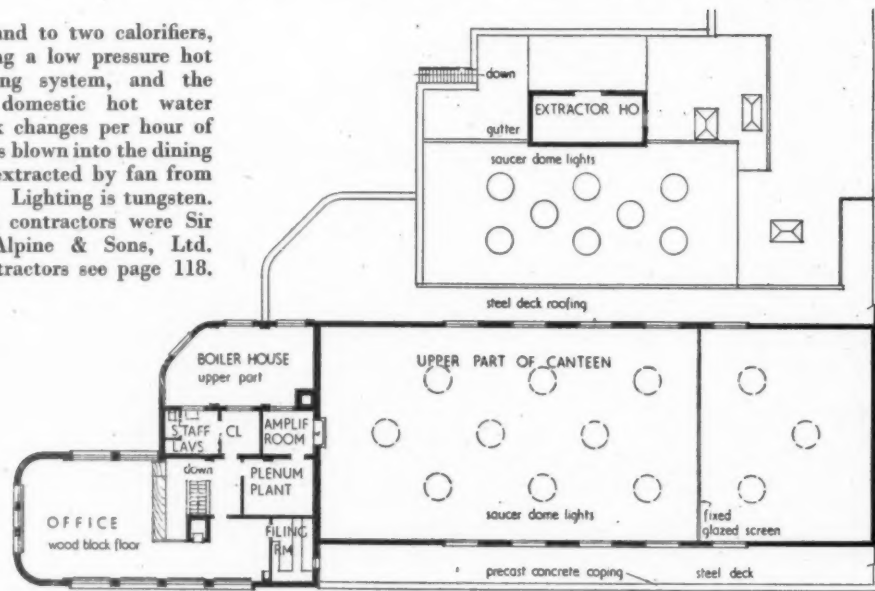 and to two calorifiers,
ng a low pressure hot
ing system, and the
domestic hot water
x changes per hour of
s blown into the dining
extracted by fan from
Lighting is tungsten.
contractors were Sir
Alpine & Sons, Ltd.
tractors see page 118.
down
EXTRACTOR HO
gutter
saucer dome lights
steel deck roofing
BOILER HOUSE
upper part
UPPER PART OF CANTEEN
STAFF
LAVS
CL
AMPLIF
ROOM
down
PLENUM
PLANT
OFFICE
wood block floor
FILING
RM
saucer dome lights
fixed
glazed screen
precast concrete coping
steel deck